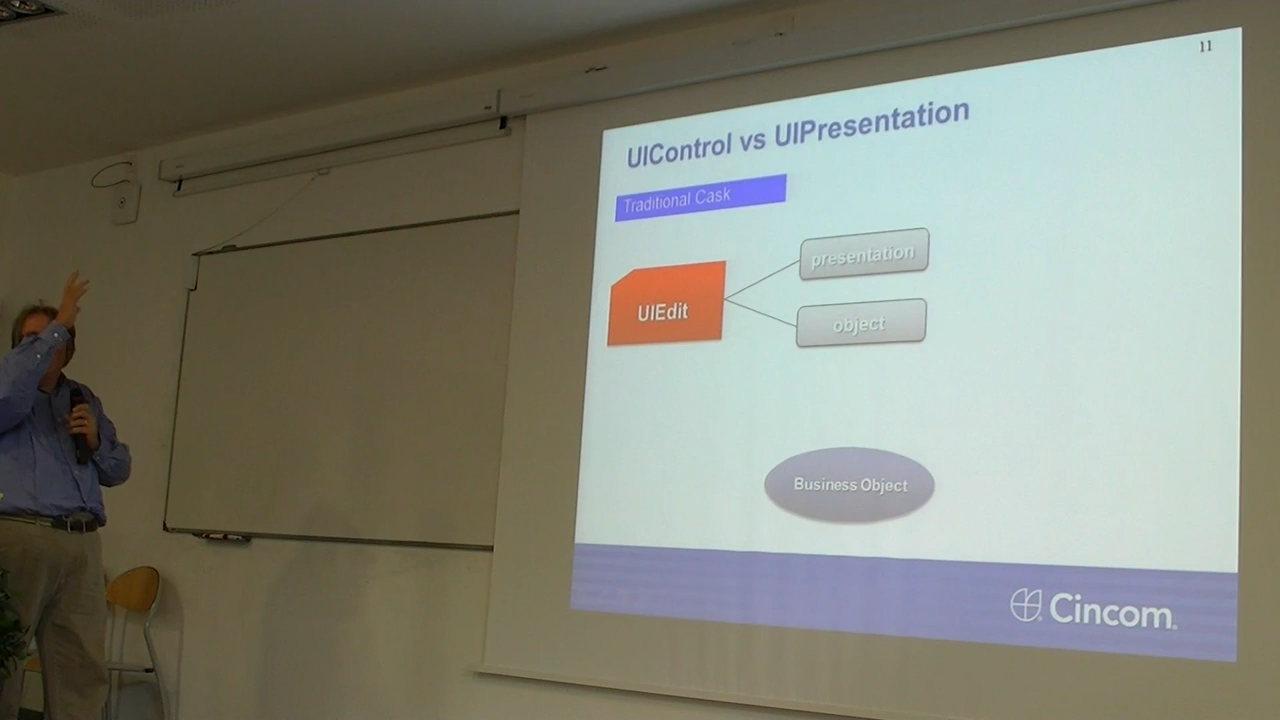 11
UIControl vs UIPresentation
Traditional Cask
presentation
UIEdit
object
Business Object
Cincom.